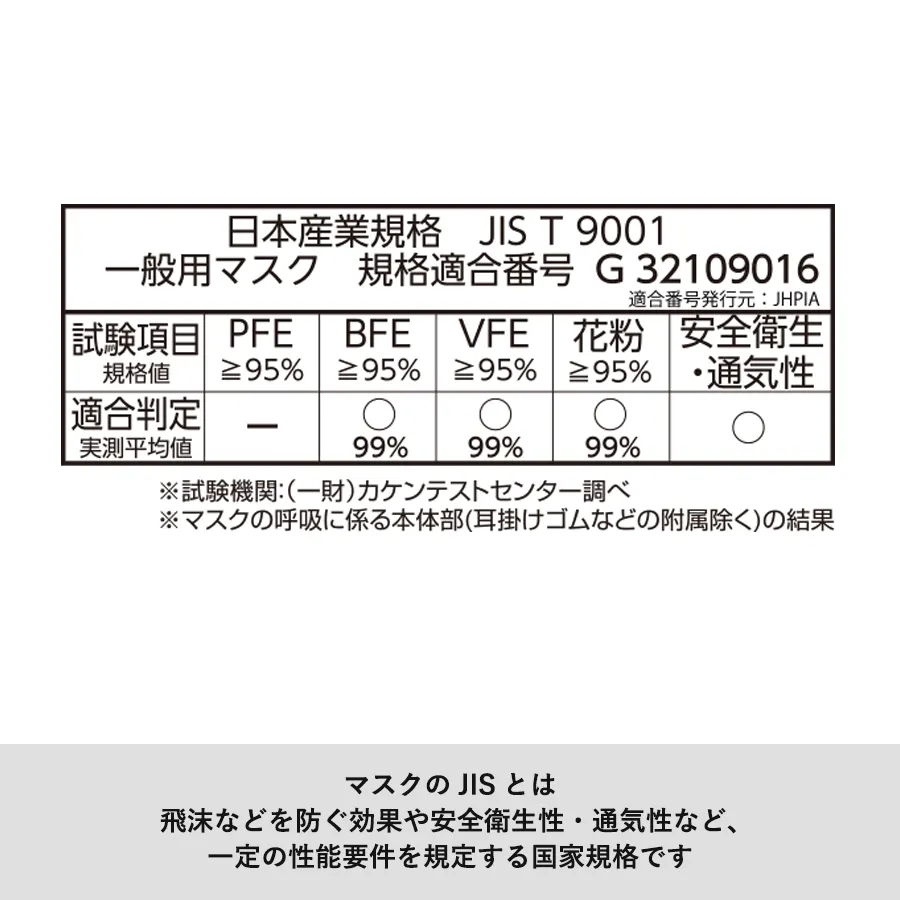 日本産業規格 JIS T 9001
一般用マスク 規格適合番号 G 32109016
適合番号発行元：JHPIA
試験項目 規格値 PFE ≧95% BFE ≧95% VFE ≧95% 花粉 ≧95% 安全衛生・通気性
適合判定 実測平均値 ー ○ 99% ○ 99% ○ 99% ○
※試験機関:(一財)カケンテストセンター調べ
※マスクの呼吸に係る本体部(耳掛けゴムなどの附属除く)の結果
マスクの JIS とは
飛沫などを防ぐ効果や安全衛生性・通気性など、
一定の性能要件を規定する国家規格です